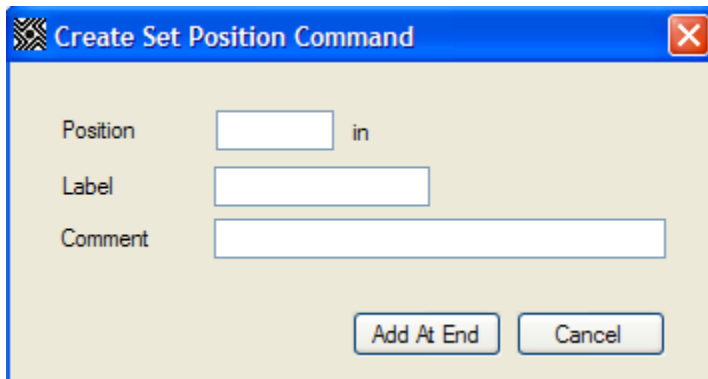 Create Set Position Command
Position in
Label
Comment
Add At End Cancel